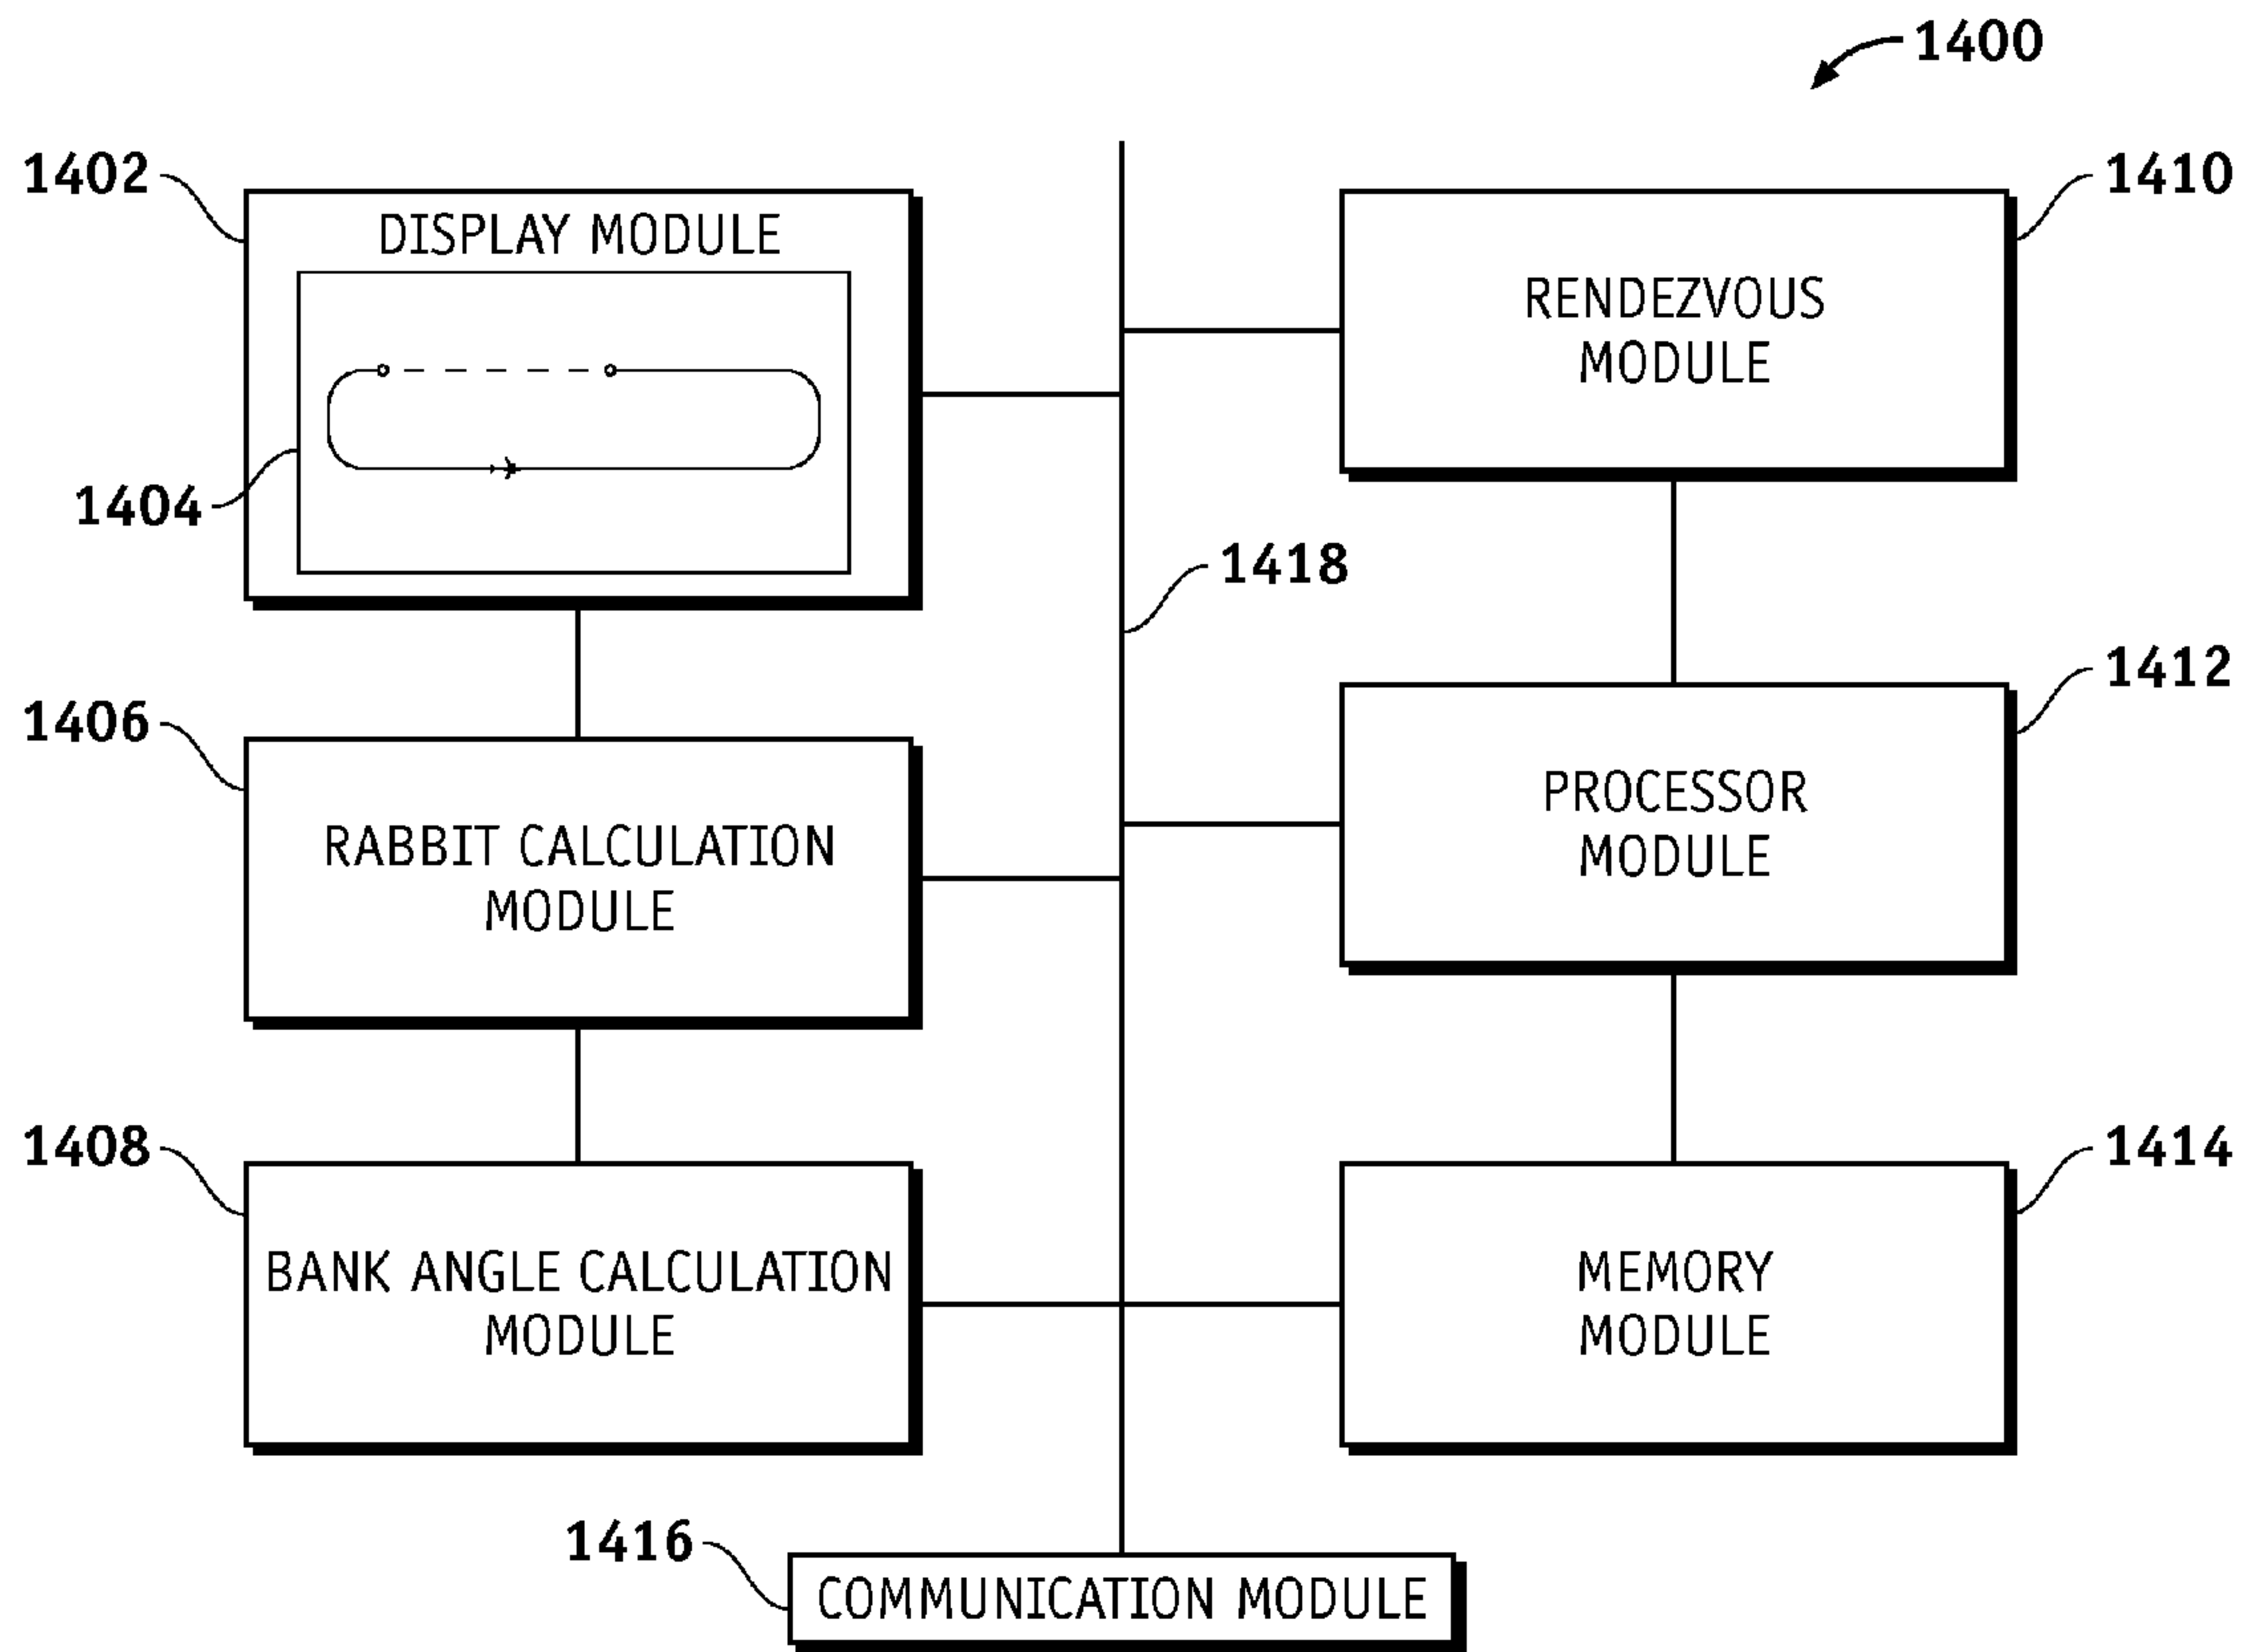 1400
1402
DISPLAY MODULE
1404
1406
RABBIT CALCULATION
MODULE
1408
BANK ANGLE CALCULATION
MODULE
1418
1410
RENDEZVOUS
MODULE
1412
PROCESSOR
MODULE
1414
MEMORY
MODULE
1416
COMMUNICATION MODULE